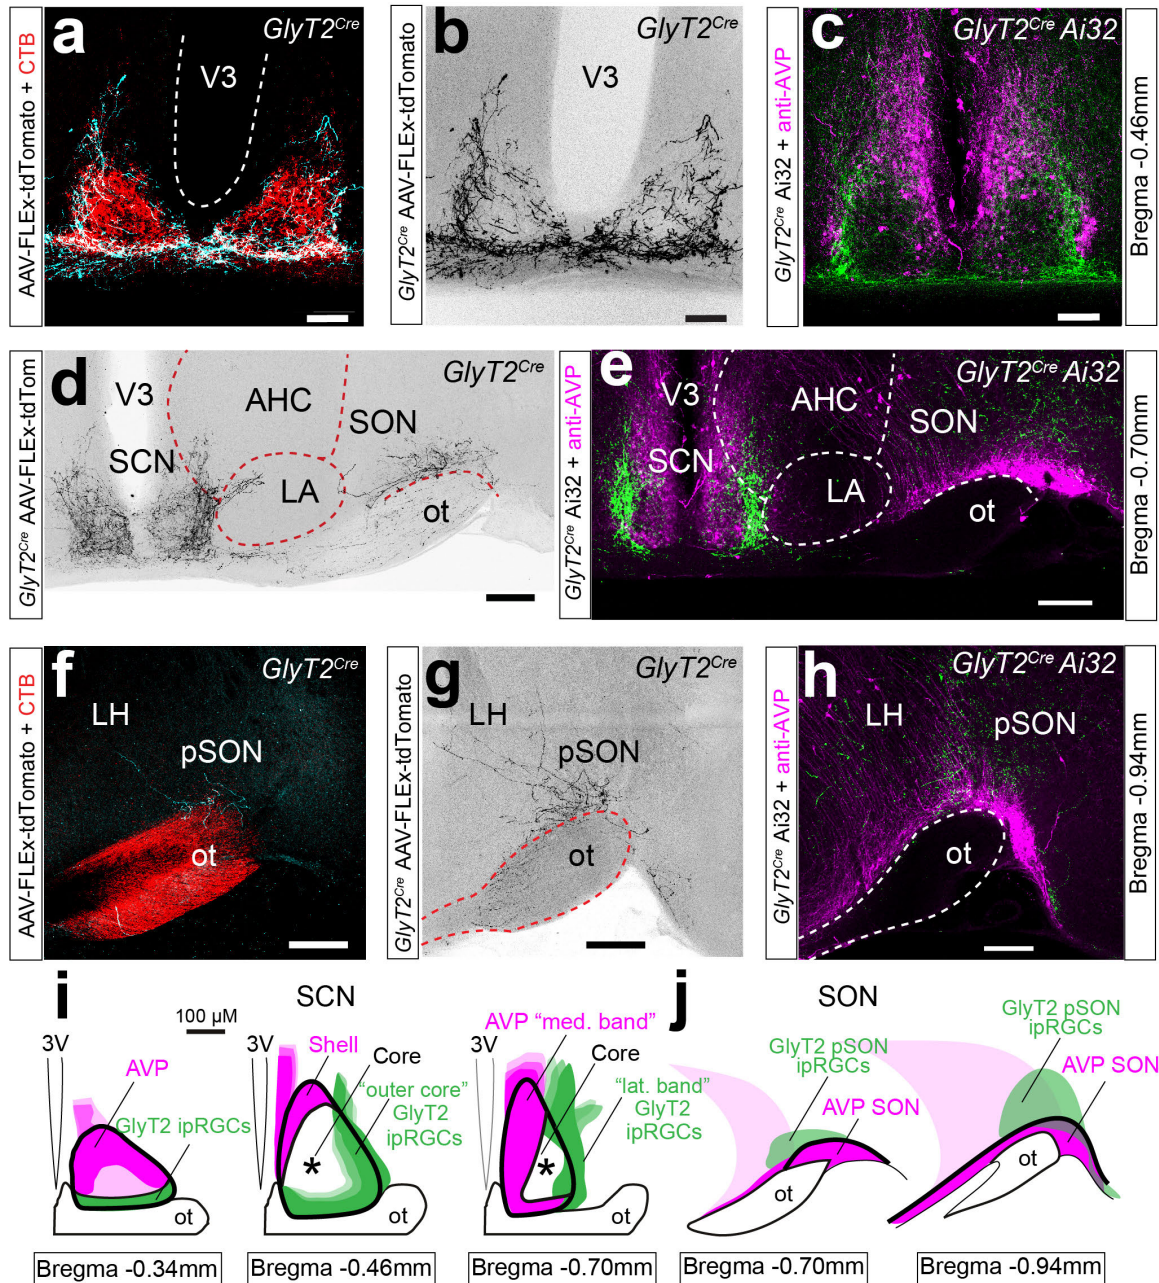 a
GlyT2Cre
V3
AAV-FLEx-tdTomato + CTB
b
GlyT2Cre
V3
GlyT2Cre AAV-FLEx-tdTomato
c
GlyT2Cre Ai32
GlyT2Cre Ai32 + anti-AVP
Bregma -0.46mm
d
GlyT2Cre
V3
AHC
SON
SCN
LA
ot
GlyT2Cre AAV-FLEx-tdTom
e
GlyT2Cre Ai32
V3
AHC
SON
SCN
LA
ot
GlyT2Cre Ai32 + anti-AVP
Bregma -0.70mm
f
GlyT2Cre
LH
pSON
ot
AAV-FLEx-tdTomato + CTB
g
GlyT2Cre
LH
pSON
ot
GlyT2Cre AAV-FLEx-tdTomato
h
GlyT2Cre Ai32
LH
pSON
ot
GlyT2Cre Ai32 + anti-AVP
Bregma -0.94mm
i
SCN
100 µM
3V
AVP
GlyT2 ipRGCs
ot
Bregma -0.34mm
3V
Shell
Core
"outer core"
GlyT2
ipRGCs
*
ot
Bregma -0.46mm
AVP "med. band"
3V
Core
"lat. band"
GlyT2
ipRGCs
*
ot
Bregma -0.70mm
j
SON
GlyT2 pSON
ipRGCs
AVP SON
ot
Bregma -0.70mm
GlyT2 pSON
ipRGCs
AVP SON
ot
Bregma -0.94mm